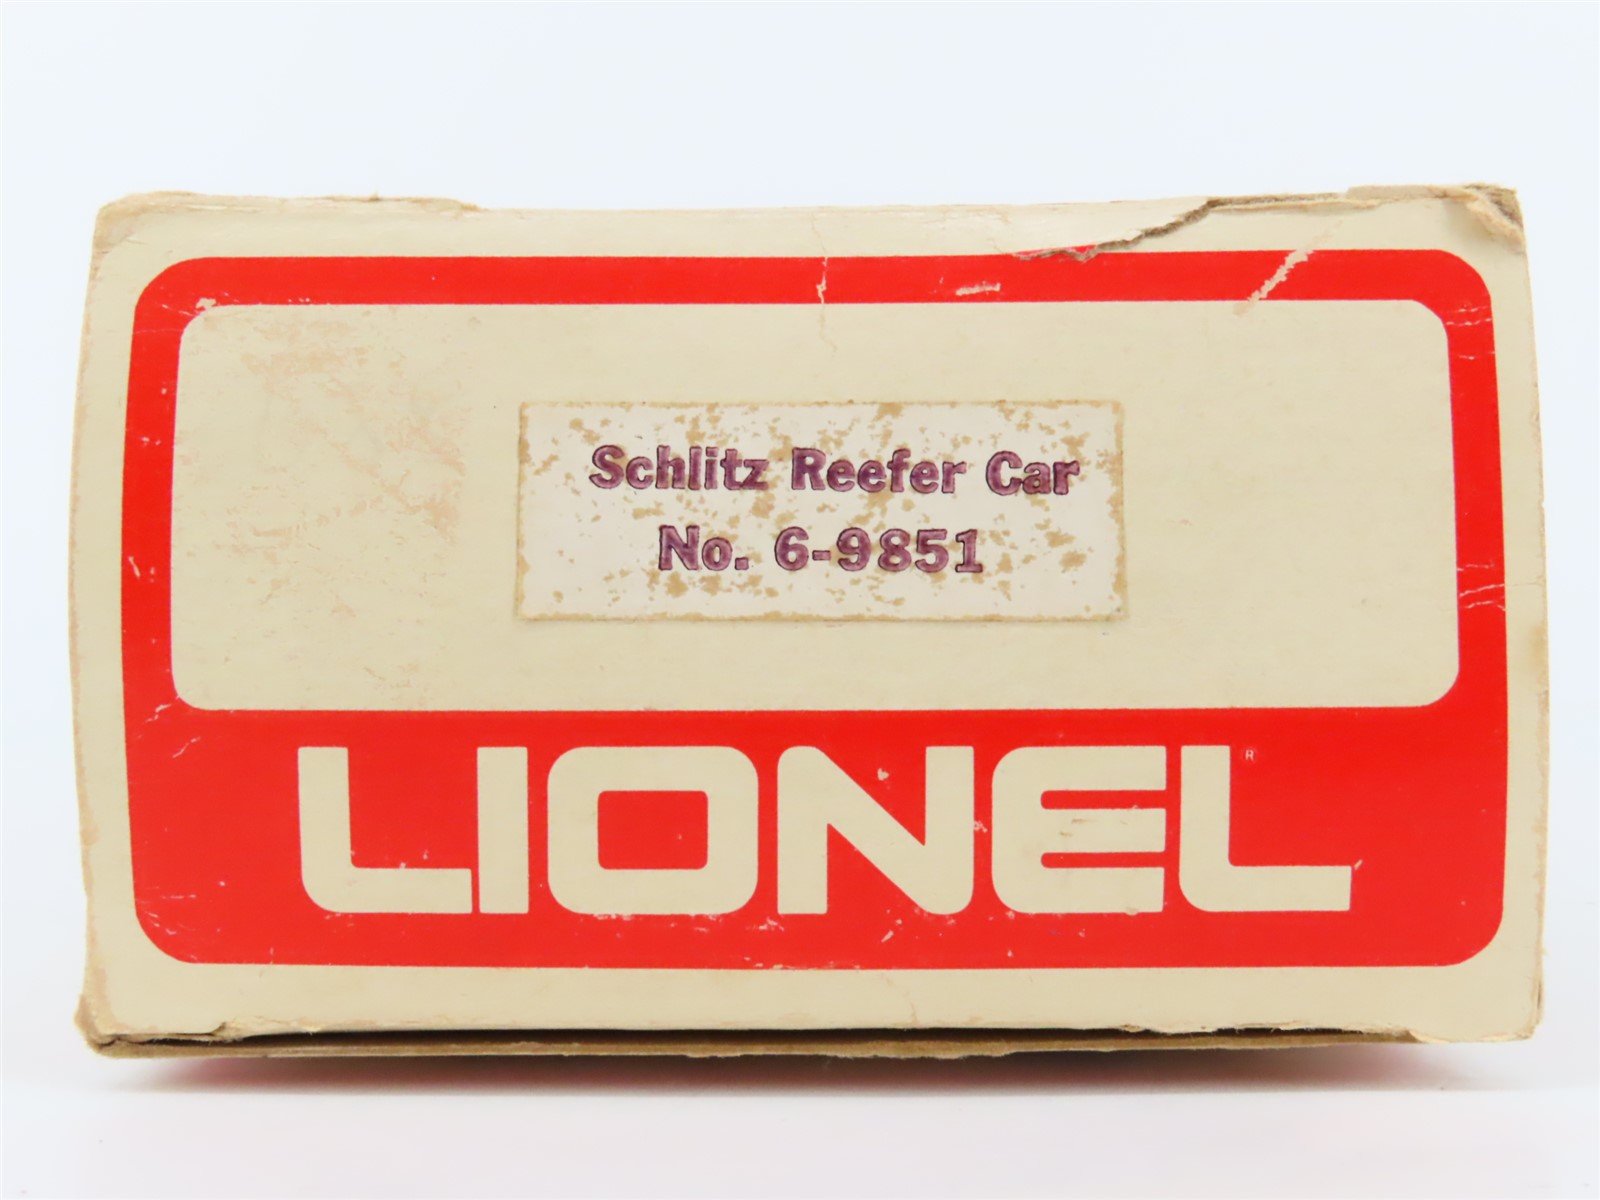 Schlitz Reefer Car
No. 6-9851
LIONEL®